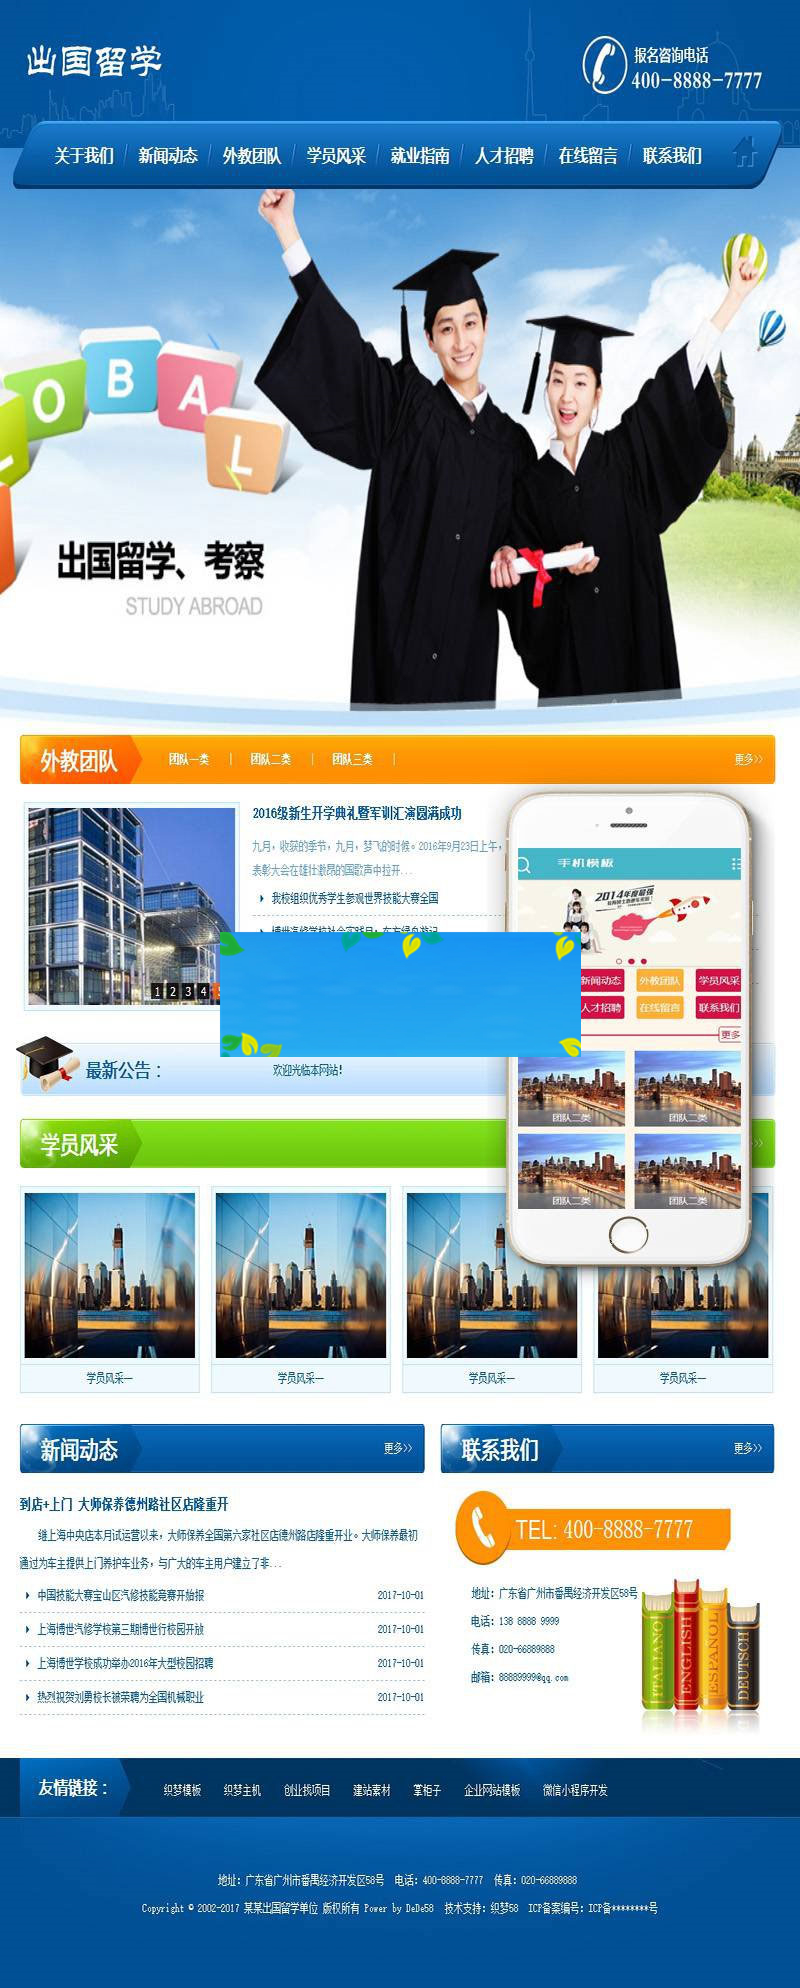 出国留学
报名咨询电话
400-8888-7777
关于我们 新闻动态 外教团队 学员风采 就业指南 人才招聘 在线留言 联系我们
O B A L
L
出国留学、考察
STUDY ABROAD
外教团队 团队一类 | 团队二类 | 团队三类 | 更多>>
2016级新生开学典礼暨军训汇演圆满成功
九月，收获的季节，九月，梦飞的时候。2016年9月23日上午，
表彰大会在雄壮激昂的国歌声中拉开...
我校组织优秀学生参观世界技能大赛全国
1 2 3 4
手机模板
2014年度最强
新闻动态 外教团队 学员风采
人才招聘 在线留言 联系我们
更多
团队二类 团队二类
团队二类 团队二类
最新公告： 欢迎光临本网站!
学员风采
学员风采一 学员风采一 学员风采一 学员风采一
新闻动态 更多>>
到店+上门 大师保养德州路社区店隆重开
继上海中央店本月试运营以来，大师保养全国第六家社区店德州路店隆重开业。大师保养最初
通过为车主提供上门养护车业务，与广大的车主用户建立了非...
中国技能大赛宝山区汽修技能竞赛开始报 2017-10-01
上海博世汽修学校第三期博世行校园开放 2017-10-01
上海博世学校成功举办2016年大型校园招聘 2017-10-01
热烈祝贺刘勇校长被荣聘为全国机械职业 2017-10-01
联系我们 更多>>
TEL: 400-8888-7777
地址：广东省广州市番禺经济开发区58号
电话：138 8888 9999
传真：020-66889888
邮箱：88889999@qq.com
ITALIANO ENGLISH ESPAÑOL DEUTSCH
友情链接： 织梦模板 织梦主机 创业找项目 建站素材 掌柜子 企业网站模板 微信小程序开发
地址：广东省广州市番禺经济开发区58号 电话：400-8888-7777 传真：020-66889888
Copyright © 2002-2017 某某出国留学单位 版权所有 Power by DeDe58 技术支持：织梦58 ICP备案编号：ICP备********号